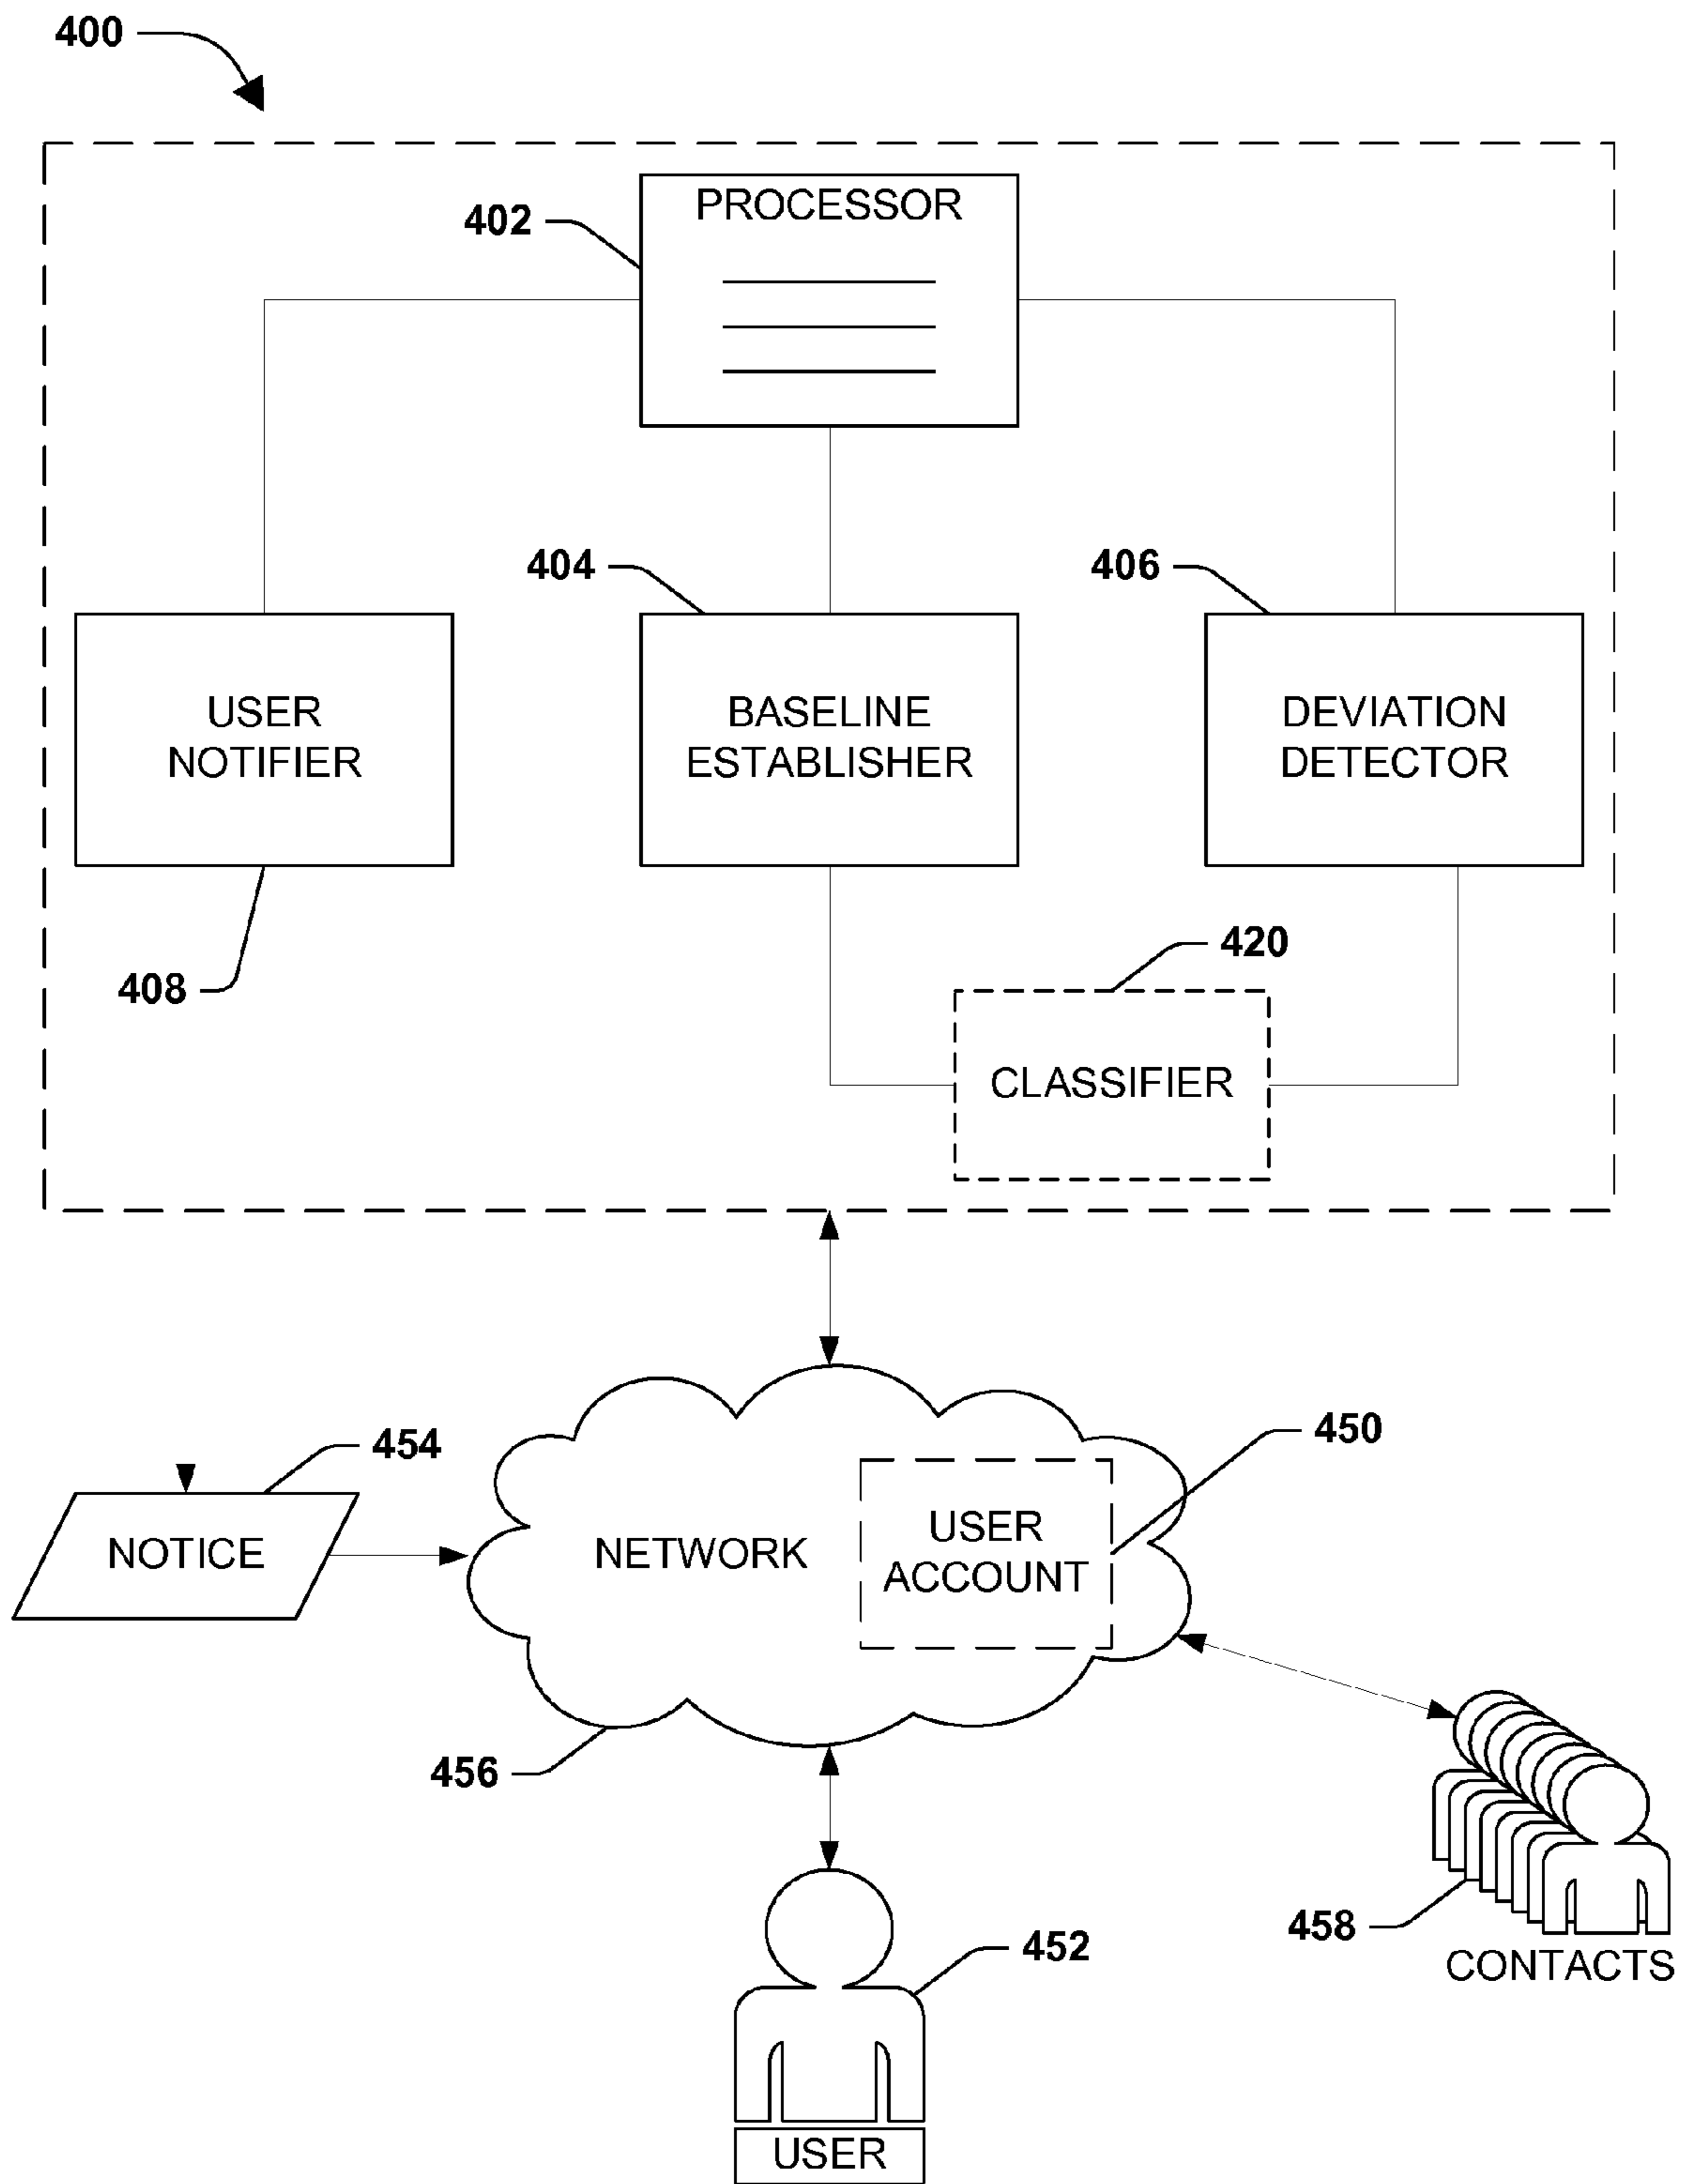 400
PROCESSOR
402
404
406
USER
NOTIFIER
BASELINE
ESTABLISHER
DEVIATION
DETECTOR
408
420
CLASSIFIER
454
450
NOTICE
NETWORK
USER
ACCOUNT
456
452
458
CONTACTS
USER